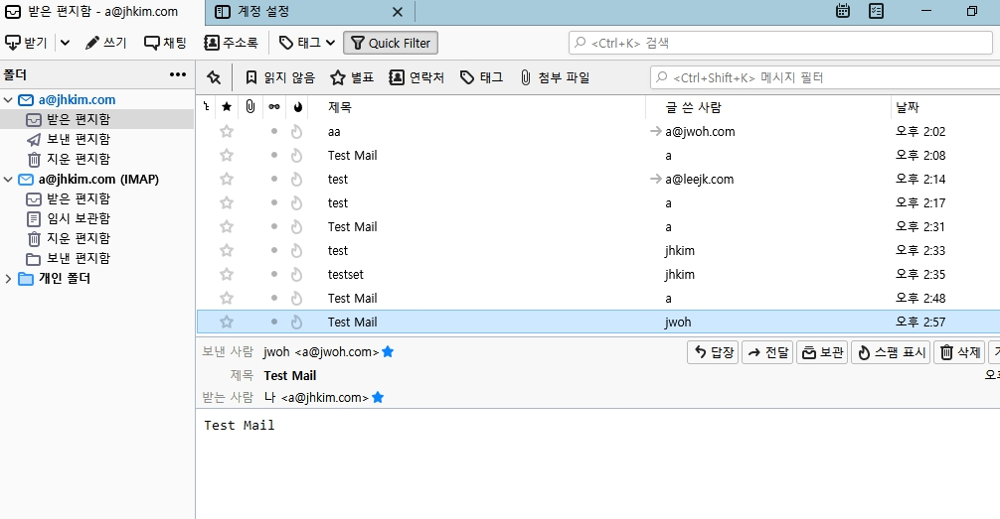 받은 편지함 - a@jhkim.com 계정 설정
받기 쓰기 채팅 주소록 태그 Quick Filter <Ctrl+K> 검색
폴더
읽지 않음 별표 연락처 태그 첨부 파일 <Ctrl+Shift+K> 메시지 필터
a@jhkim.com
받은 편지함
보낸 편지함
지운 편지함
a@jhkim.com (IMAP)
받은 편지함
임시 보관함
지운 편지함
보낸 편지함
개인 폴더
제목 글 쓴 사람 날짜
aa a@jwoh.com 오후 2:02
Test Mail a 오후 2:08
test a@leejk.com 오후 2:14
test a 오후 2:17
Test Mail a 오후 2:31
test jhkim 오후 2:33
testset jhkim 오후 2:35
Test Mail a 오후 2:48
Test Mail jwoh 오후 2:57
보낸 사람 jwoh <a@jwoh.com> 답장 전달 보관 스팸 표시 삭제
제목 Test Mail
받는 사람 나 <a@jhkim.com>
Test Mail